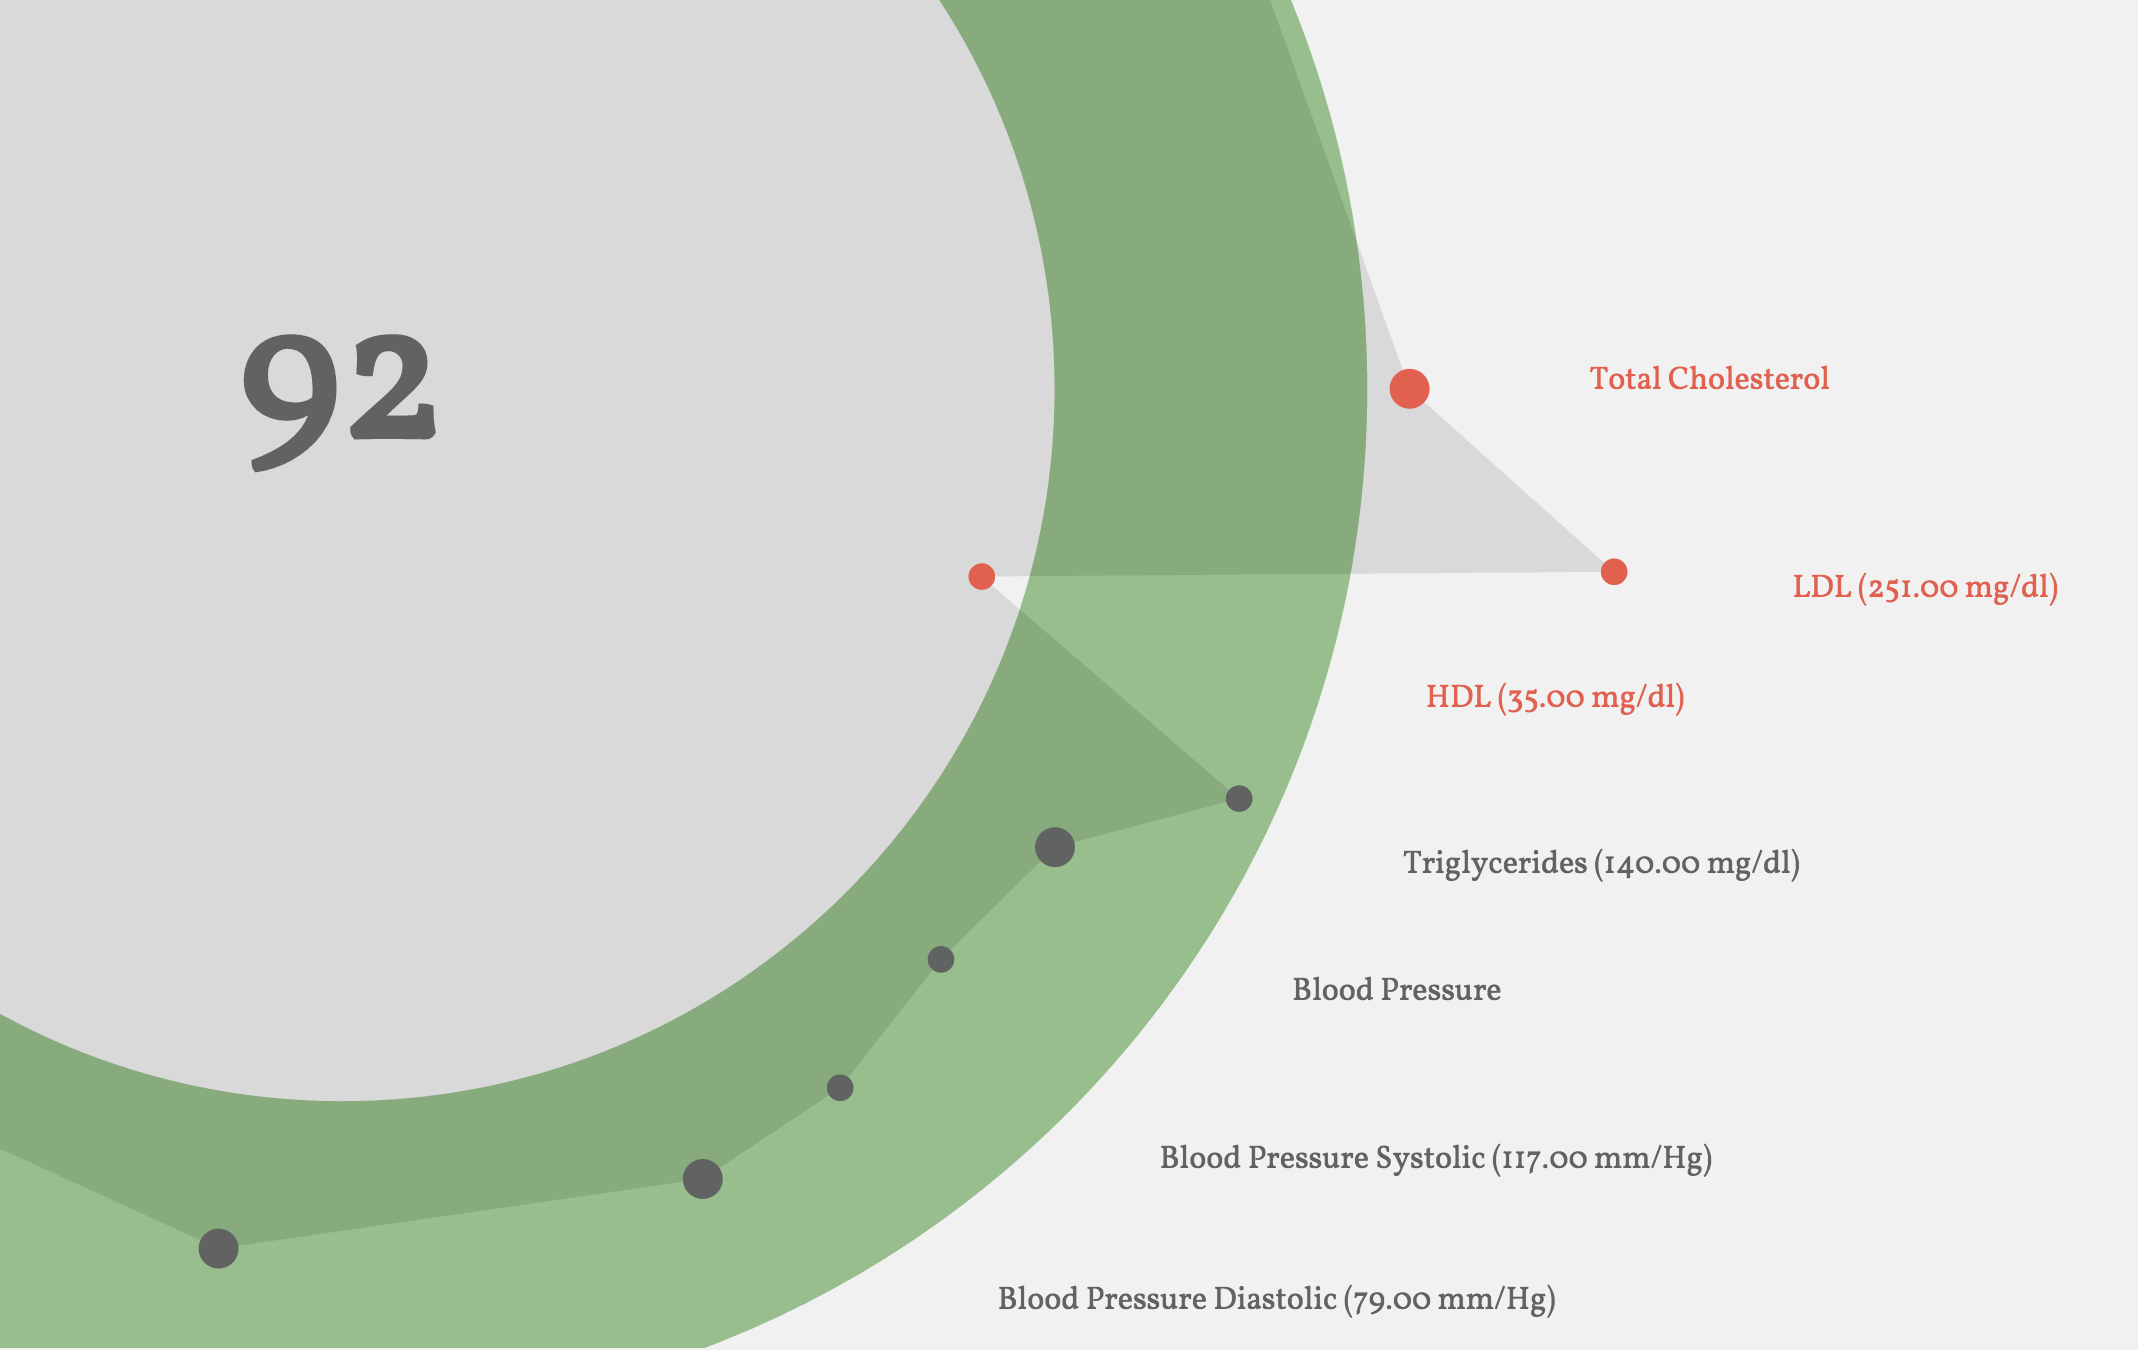 92
Total Cholesterol
LDL (251.00 mg/dl)
HDL (35.00 mg/dl)
Triglycerides (140.00 mg/dl)
Blood Pressure
Blood Pressure Systolic (117.00 mm/Hg)
Blood Pressure Diastolic (79.00 mm/Hg)